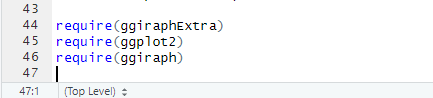 43
44 require(ggiraphExtra)
45 require(ggplot2)
46 require(ggiraph)
47
47:1 (Top Level)